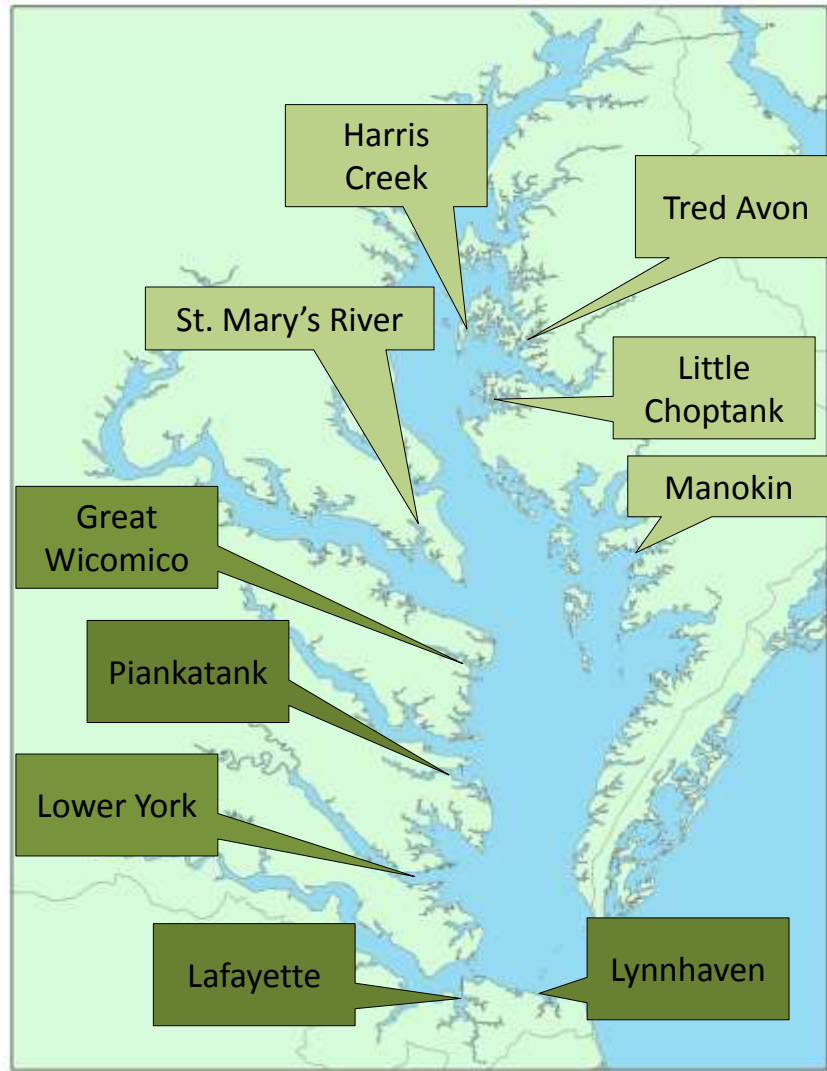 Harris
Creek
Tred Avon
St. Mary’s River
Little
Choptank
Manokin
Great
Wicomico
Piankatank
Lower York
Lafayette
Lynnhaven